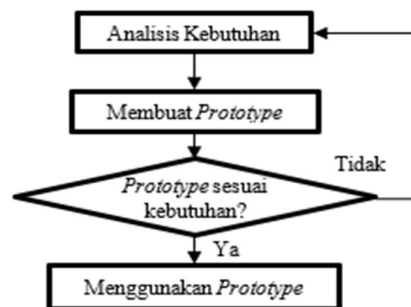 Analisis Kebutuhan
Membuat Prototype
Prototype sesuai
kebutuhan?
Tidak
Ya
Menggunakan Prototype